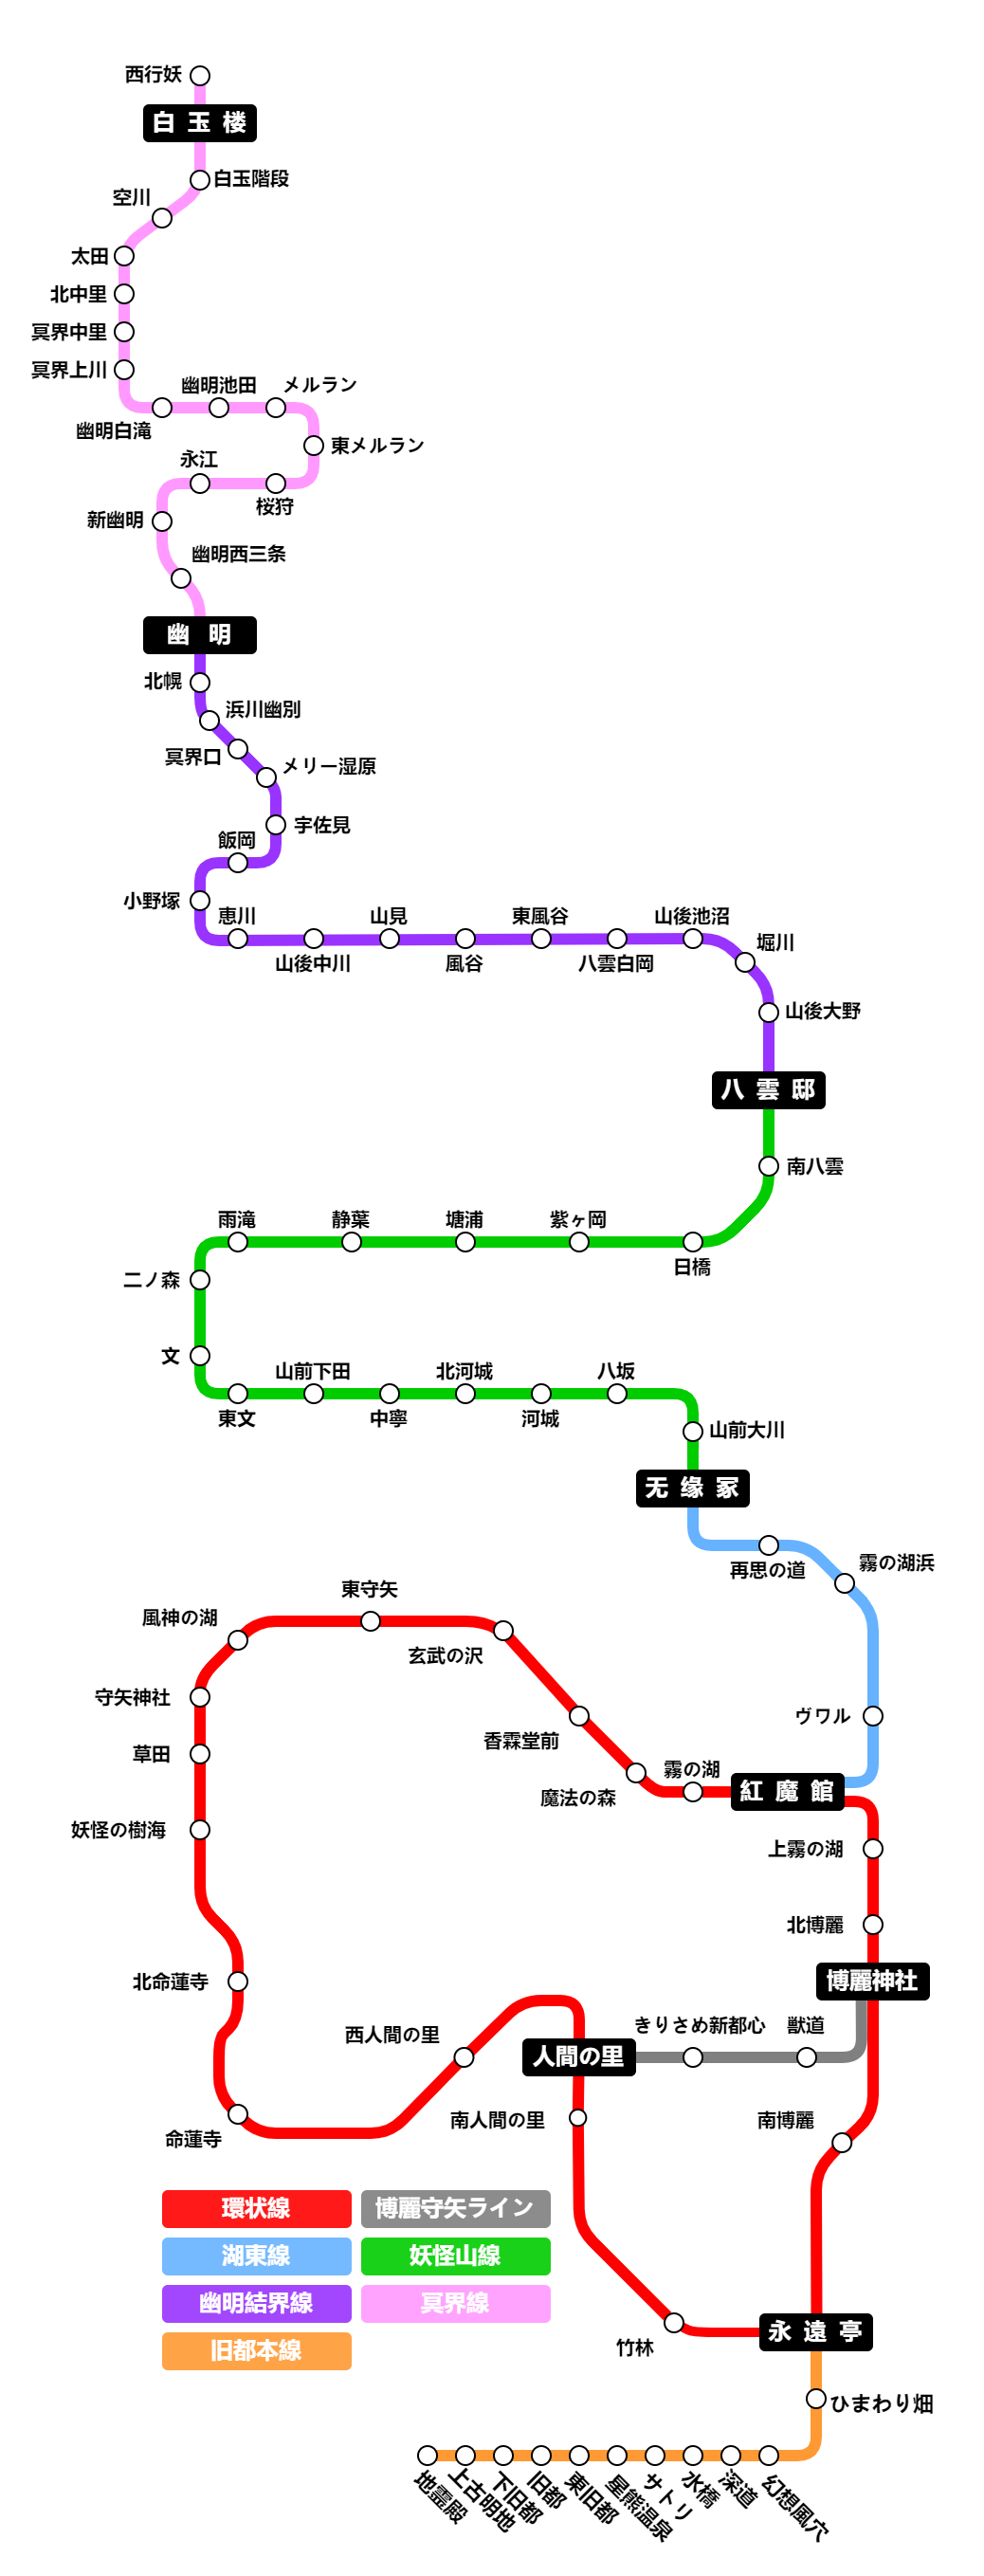 西行妖
白玉楼
白玉階段
空川
太田
北中里
冥界中里
冥界上川
幽明白滝
幽明池田
メルラン
東メルラン
桜狩
永江
新幽明
幽明西三条
幽明
北幌
浜川幽別
冥界口
メリー湿原
宇佐見
飯岡
小野塚
恵川
山後中川
山見
風谷
東風谷
八雲白岡
山後池沼
堀川
山後大野
八雲邸
南八雲
日橋
紫ヶ岡
塘浦
静葉
雨滝
二ノ森
文
東文
山前下田
中寧
北河城
河城
八坂
山前大川
无缘冢
再思の道
霧の湖浜
ヴワル
紅魔館
霧の湖
魔法の森
香霖堂前
玄武の沢
東守矢
風神の湖
守矢神社
草田
妖怪の樹海
北命蓮寺
命蓮寺
西人間の里
人間の里
きりさめ新都心
獣道
上霧の湖
北博麗
博麗神社
南博麗
南人間の里
竹林
永遠亭
環状線
博麗守矢ライン
湖東線
妖怪山線
幽明結界線
冥界線
旧都本線
ひまわり畑
地霊殿
上古明地
下旧都
旧都
東旧都
星熊温泉
サトリ
水橋
深道
幻想風穴